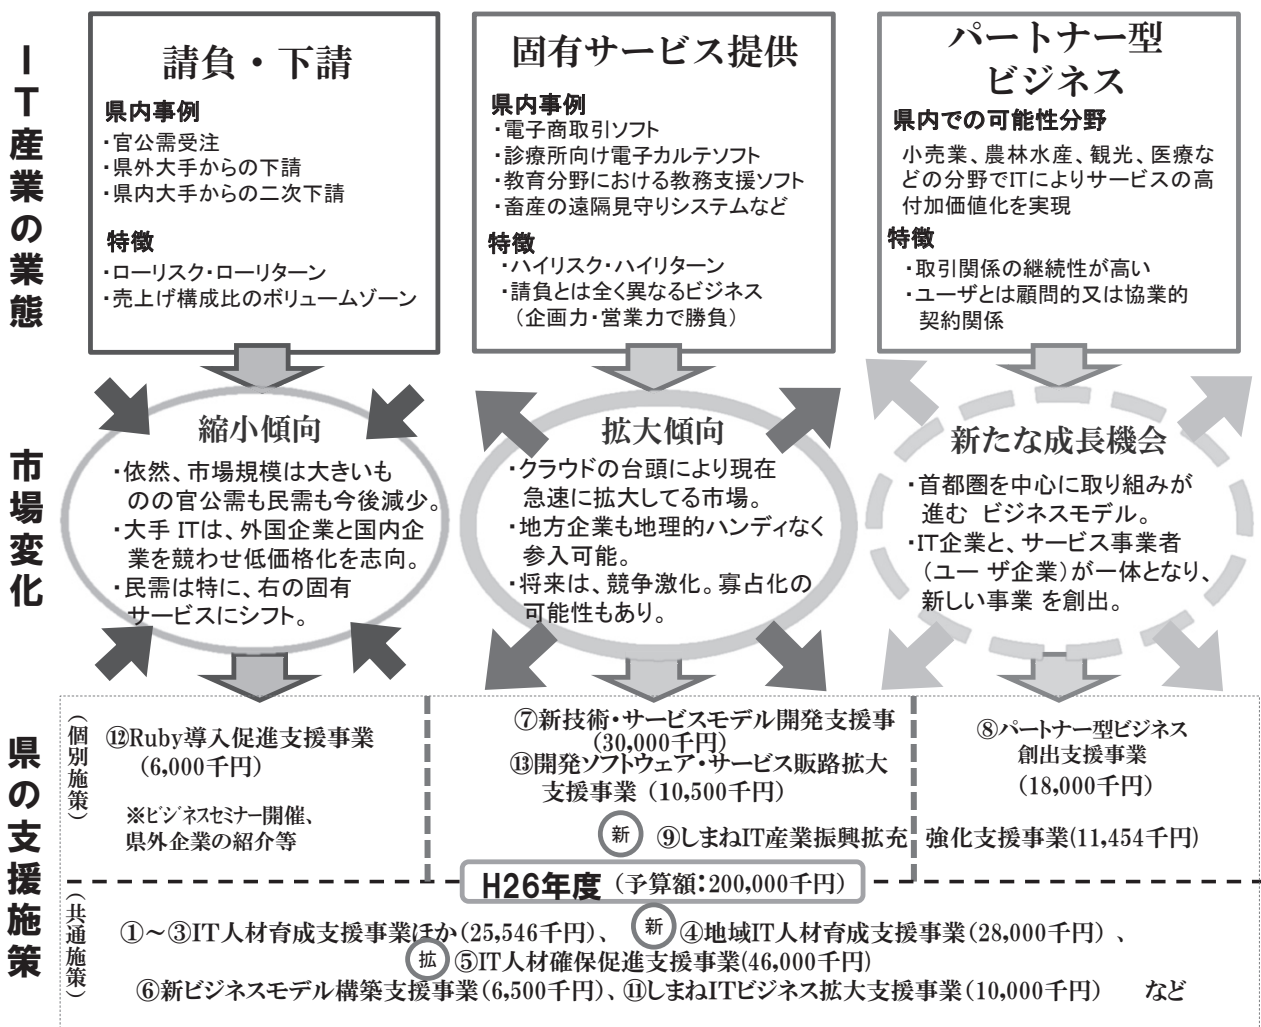 IT産業の業態
請負・下請
県内事例
・官公需受注
・県外大手からの下請
・県内大手からの二次下請
特徴
・ローリスク・ローリターン
・売上げ構成比のボリュームゾーン
固有サービス提供
県内事例
・電子商取引ソフト
・診療所向け電子カルテソフト
・教育分野における教務支援ソフト
・畜産の遠隔見守りシステムなど
特徴
・ハイリスク・ハイリターン
・請負とは全く異なるビジネス
（企画力・営業力で勝負）
パートナー型
ビジネス
県内での可能性分野
小売業、農林水産、観光、医療な
どの分野でITによりサービスの高
付加価値化を実現
特徴
・取引関係の継続性が高い
・ユーザとは顧問的又は協業的
契約関係
市場変化
縮小傾向
・依然、市場規模は大きいも
のの官公需も民需も今後減少。
・大手 ITは、外国企業と国内企
業を競わせ低価格化を志向。
・民需は特に、右の固有
サービスにシフト。
拡大傾向
・クラウドの台頭により現在
急速に拡大してる市場。
・地方企業も地理的ハンディなく
参入可能。
・将来は、競争激化。寡占化の
可能性もあり。
新たな成長機会
・首都圏を中心に取り組みが
進む ビジネスモデル。
・IT企業と、サービス事業者
（ユー ザ企業）が一体となり、
新しい事業 を創出。
県の支援施策
（個別施策）
⑫Ruby導入促進支援事業
（6,000千円）
※ビジネスセミナー開催、
県外企業の紹介等
⑦新技術・サービスモデル開発支援事
（30,000千円）
⑬開発ソフトウェア・サービス販路拡大
支援事業（10,500千円）
⑧パートナー型ビジネス
創出支援事業
（18,000千円）
新 ⑨しまねIT産業振興拡充 強化支援事業(11,454千円）
H26年度（予算額：200,000千円）
（共通施策）
①～③IT人材育成支援事業ほか（25,546千円）、 新 ④地域IT人材育成支援事業（28,000千円） 、
拡 ⑤IT人材確保促進支援事業(46,000千円）
⑥新ビジネスモデル構築支援事業（6,500千円）、⑪しまねITビジネス拡大支援事業（10,000千円） など